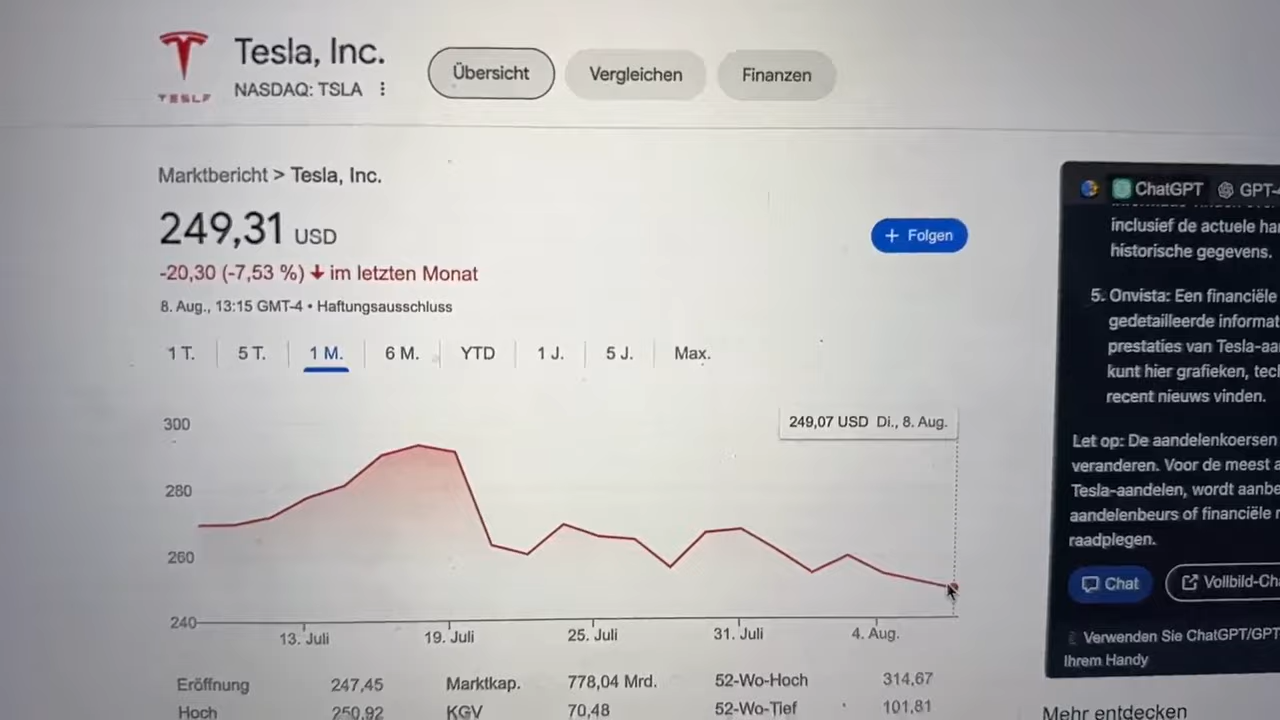 Tesla, Inc.
NASDAQ: TSLA
TESLA
Übersicht
Vergleichen
Finanzen
Marktbericht > Tesla, Inc.
249,31 USD
-20,30 (-7,53 %) ↓ im letzten Monat
8. Aug., 13:15 GMT-4 • Haftungsausschluss
+ Folgen
1 T.
5 T.
1 M.
6 M.
YTD
1 J.
5 J.
Max.
249,07 USD Di., 8. Aug.
300
280
260
240
13. Juli
19. Juli
25. Juli
31. Juli
4. Aug.
Eröffnung 247,45 Marktkap. 778,04 Mrd. 52-Wo-Hoch 314,67
Hoch 250,92 KGV 70,48 52-Wo-Tief 101,81
ChatGPT GPT-
inclusief de actuele
historische gegevens.
5. Onvista: Een financiële
gedetailleerde informat
prestaties van Tesla-aa
kunt hier grafieken, tec
recent nieuws vinden.
Let op: De aandelenkoersen
veranderen. Voor de meest a
Tesla-aandelen, wordt aanbe
aandelenbeurs of financiële
raadplegen.
Chat
Vollbild-Ch
Verwenden Sie ChatGPT/GPT
Ihrem Handy
Mehr entdecken